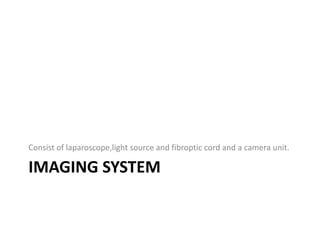 Consist of laparoscope,light source and fibroptic cord and a camera unit.
IMAGING SYSTEM